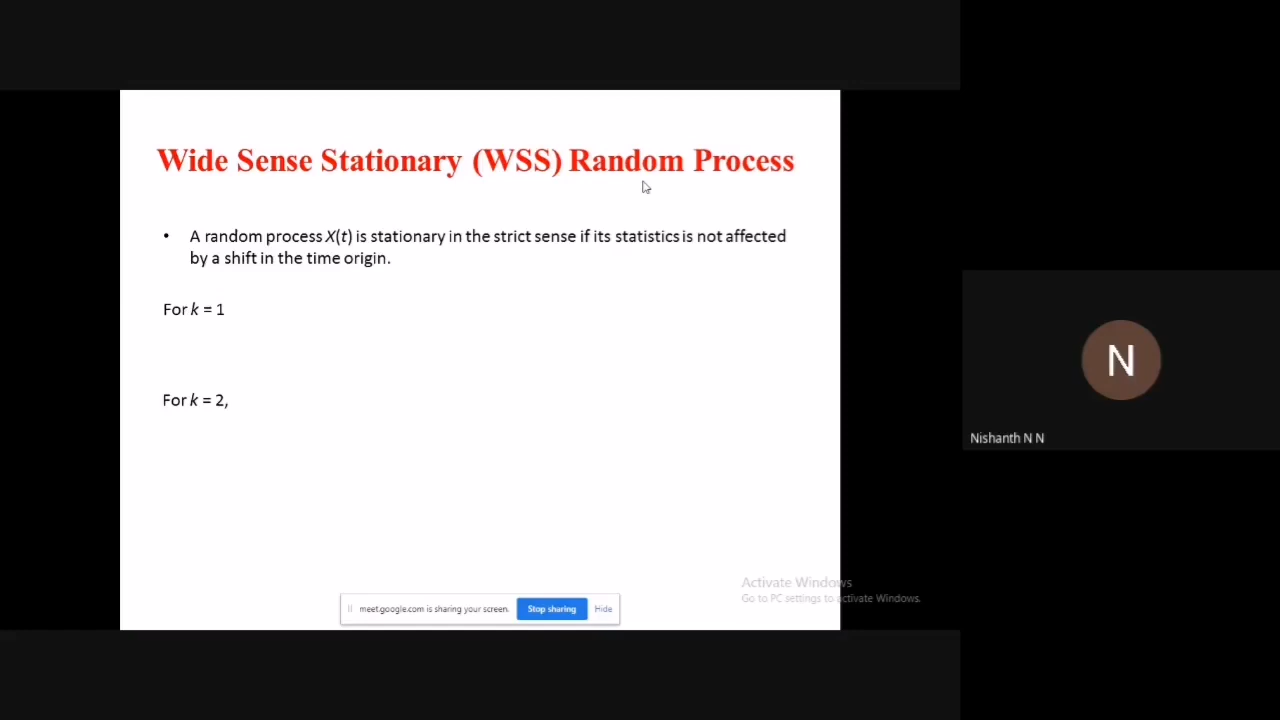 Wide Sense Stationary (WSS) Random Process
• A random process X(t) is stationary in the strict sense if its statistics is not affected
by a shift in the time origin.
For k = 1
For k = 2,
N
Nishanth N N
Activate Windows
Go to PC settings to activate Windows.
meet.google.com is sharing your screen. Stop sharing Hide